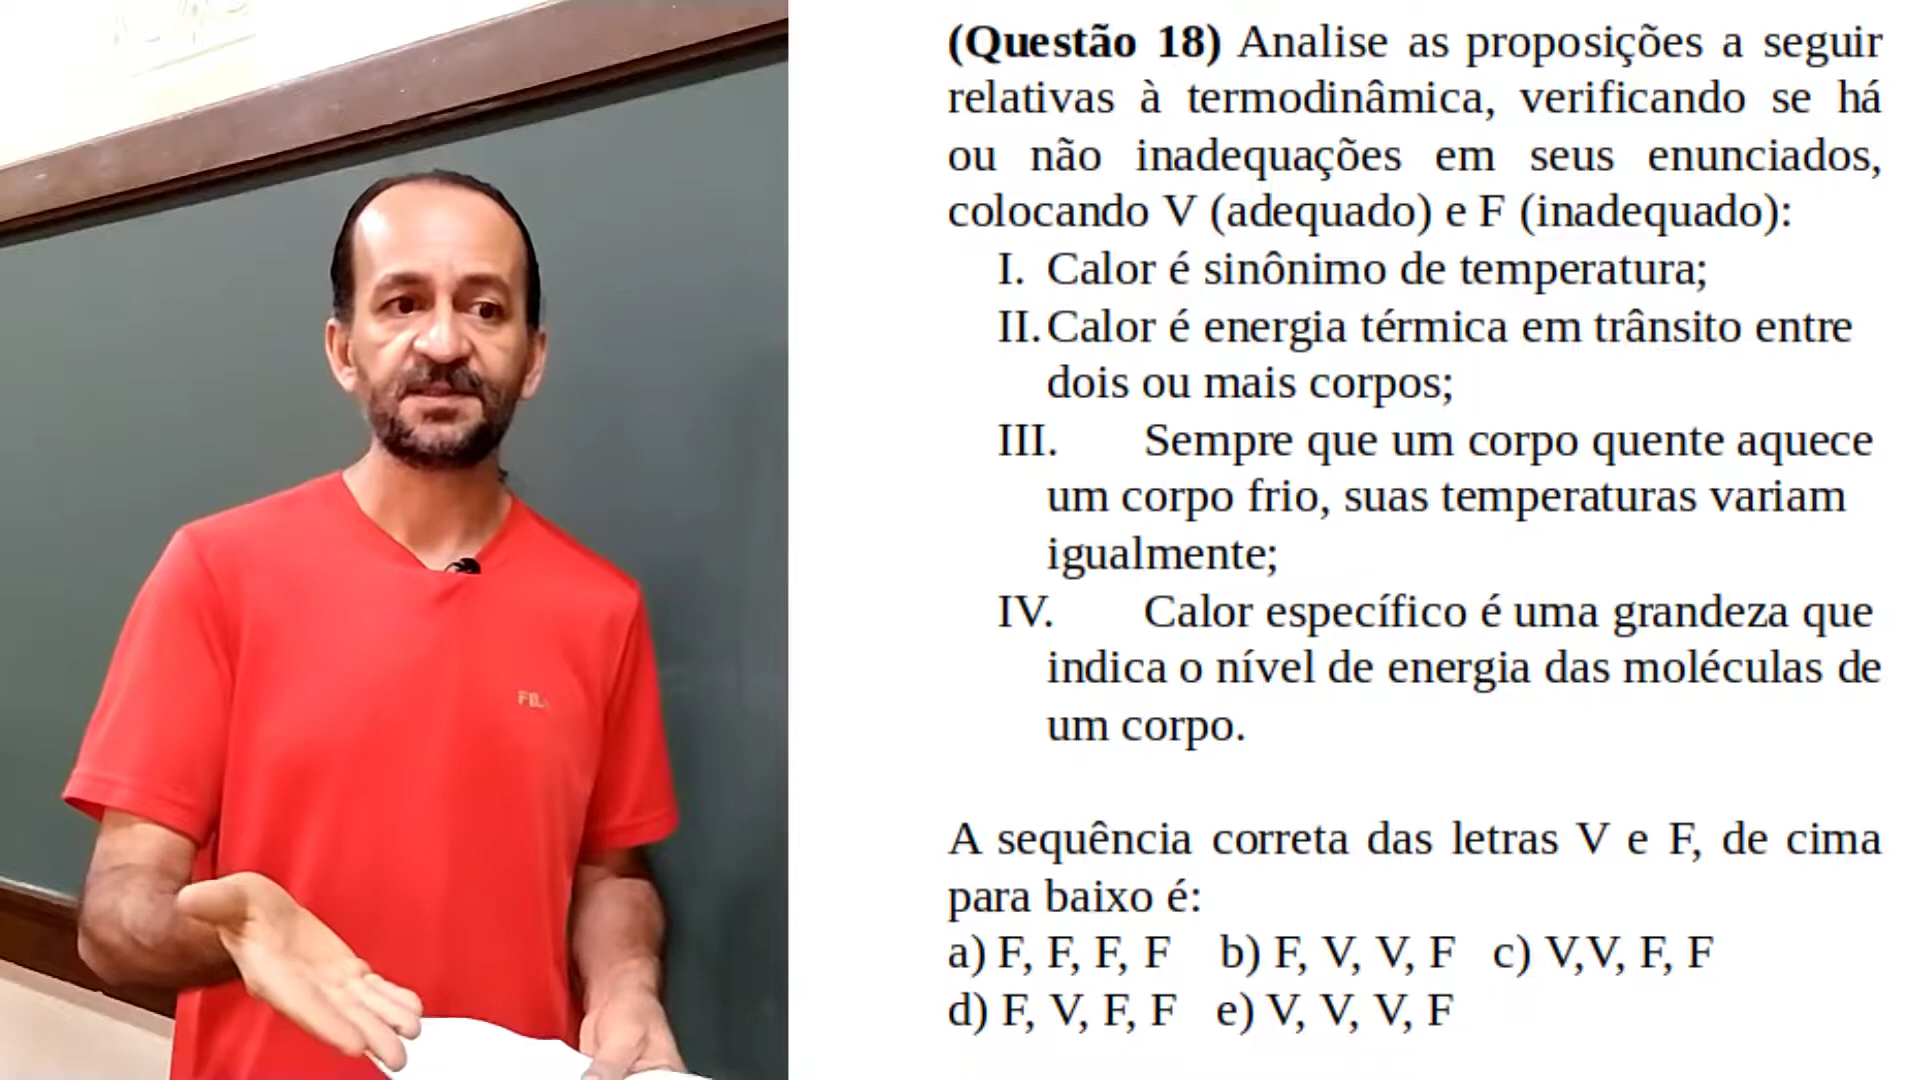 (Questão 18) Analise as proposições a seguir
relativas à termodinâmica, verificando se há
ou não inadequações em seus enunciados,
colocando V (adequado) e F (inadequado):
I. Calor é sinônimo de temperatura;
II. Calor é energia térmica em trânsito entre
dois ou mais corpos;
III. Sempre que um corpo quente aquece
um corpo frio, suas temperaturas variam
igualmente;
IV. Calor específico é uma grandeza que
indica o nível de energia das moléculas de
um corpo.
A sequência correta das letras V e F, de cima
para baixo é:
a) F, F, F, F b) F, V, V, F c) V,V, F, F
d) F, V, F, F e) V, V, V, F